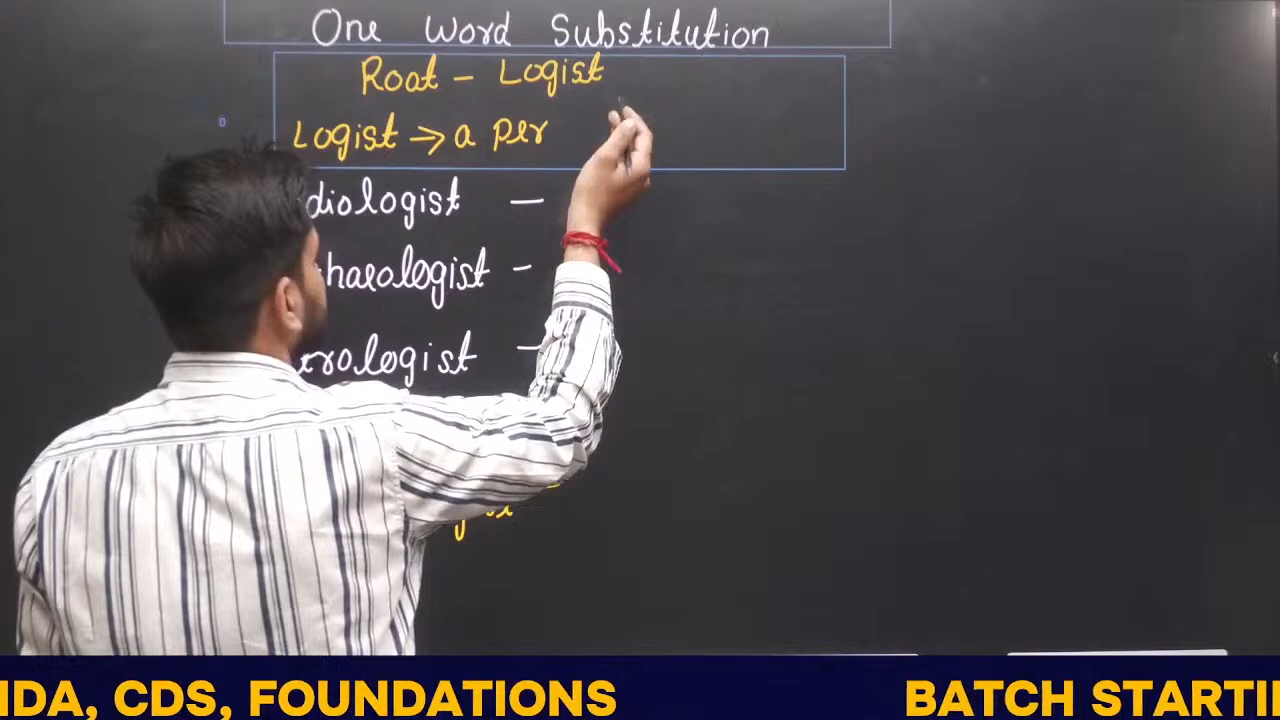 One Word Substitution
Root - Logist
Logist → a per
diologist —
haeologist -
rologist -
IDA, CDS, FOUNDATIONS BATCH STARTI